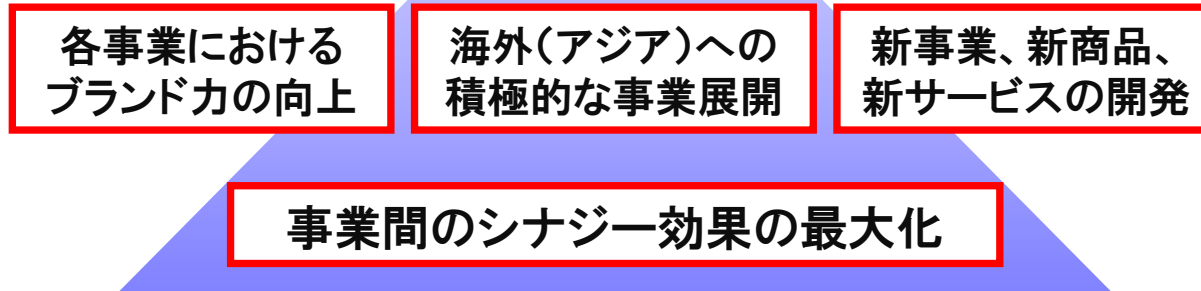 各事業における
ブランド力の向上
海外(アジア)への
積極的な事業展開
新事業、新商品、
新サービスの開発
事業間のシナジー効果の最大化